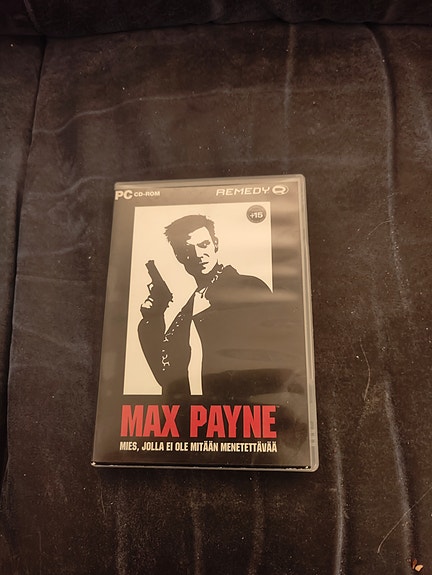 PC CD-ROM
REMEDY
+15
MAX PAYNE
MIES, JOLLA EI OLE MITÄÄN MENETETTÄVÄÄ